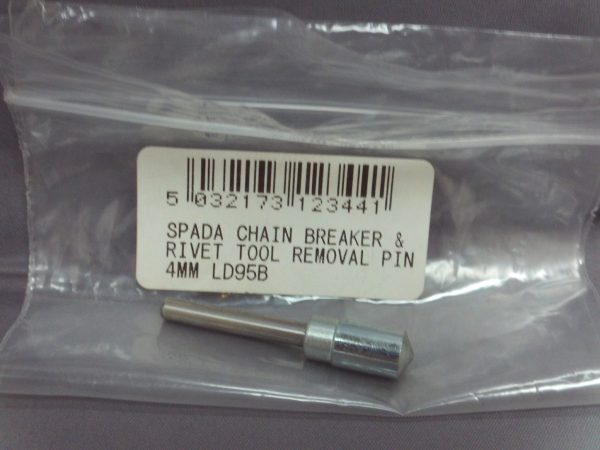 5 032173 123441
SPADA CHAIN BREAKER &
RIVET TOOL REMOVAL PIN
4MM LD95B